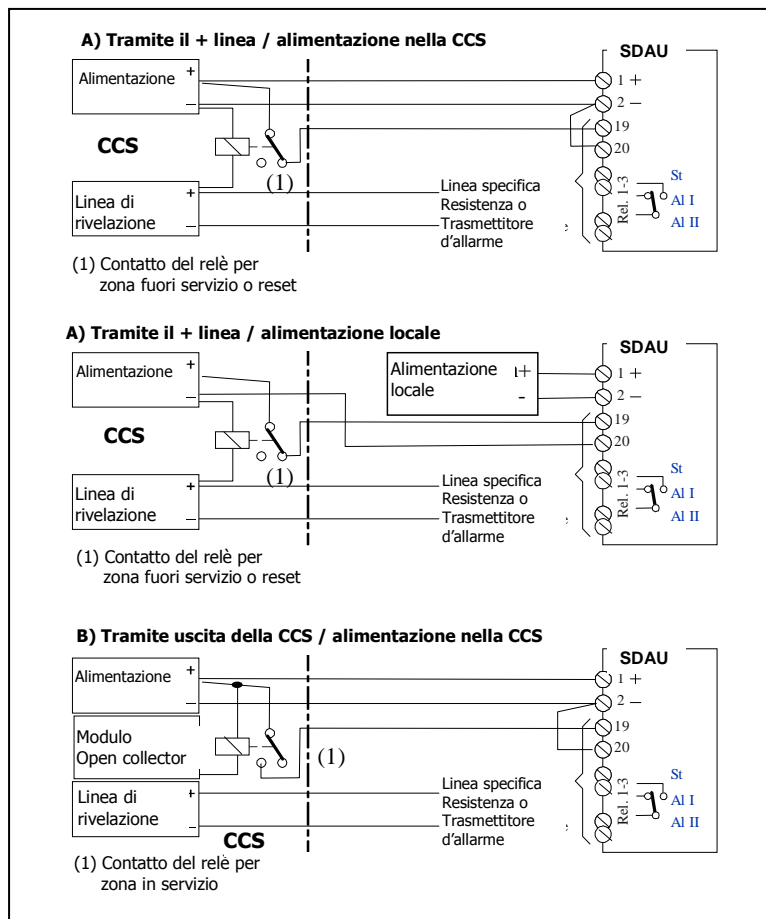 A) Tramite il + linea / alimentazione nella CCS
SDAU
Alimentazione
+
–
1 +
2 –
19
20
CCS
(1)
Linea di
rivelazione
+
–
Linea specifica
Resistenza o
Trasmettitore
d'allarme
Rel. 1-3
St
Al I
Al II
(1) Contatto del relè per
zona fuori servizio o reset
A) Tramite il + linea / alimentazione locale
SDAU
Alimentazione
+
–
Alimentazione
locale
1+
-
1 +
2 –
19
20
CCS
(1)
Linea di
rivelazione
+
–
Linea specifica
Resistenza o
Trasmettitore
d'allarme
Rel. 1-3
St
Al I
Al II
(1) Contatto del relè per
zona fuori servizio o reset
B) Tramite uscita della CCS / alimentazione nella CCS
SDAU
Alimentazione
+
–
1 +
2 –
19
20
Modulo
Open collector
(1)
Linea di
rivelazione
+
–
Linea specifica
Resistenza o
Trasmettitore
d'allarme
Rel. 1-3
St
Al I
Al II
CCS
(1) Contatto del relè per
zona in servizio